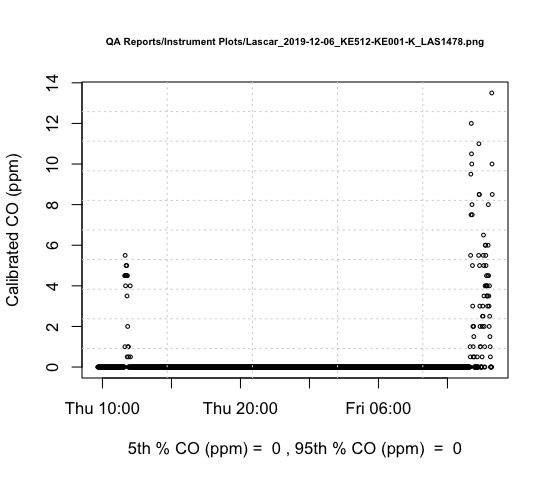 QA Reports/Instrument Plots/Lascar_2019-12-06_KE512-KE001-K_LAS1478.png
14
12
10
8
6
4
2
0
Calibrated CO (ppm)
Thu 10:00 Thu 20:00 Fri 06:00
5th % CO (ppm) = 0 , 95th % CO (ppm) = 0